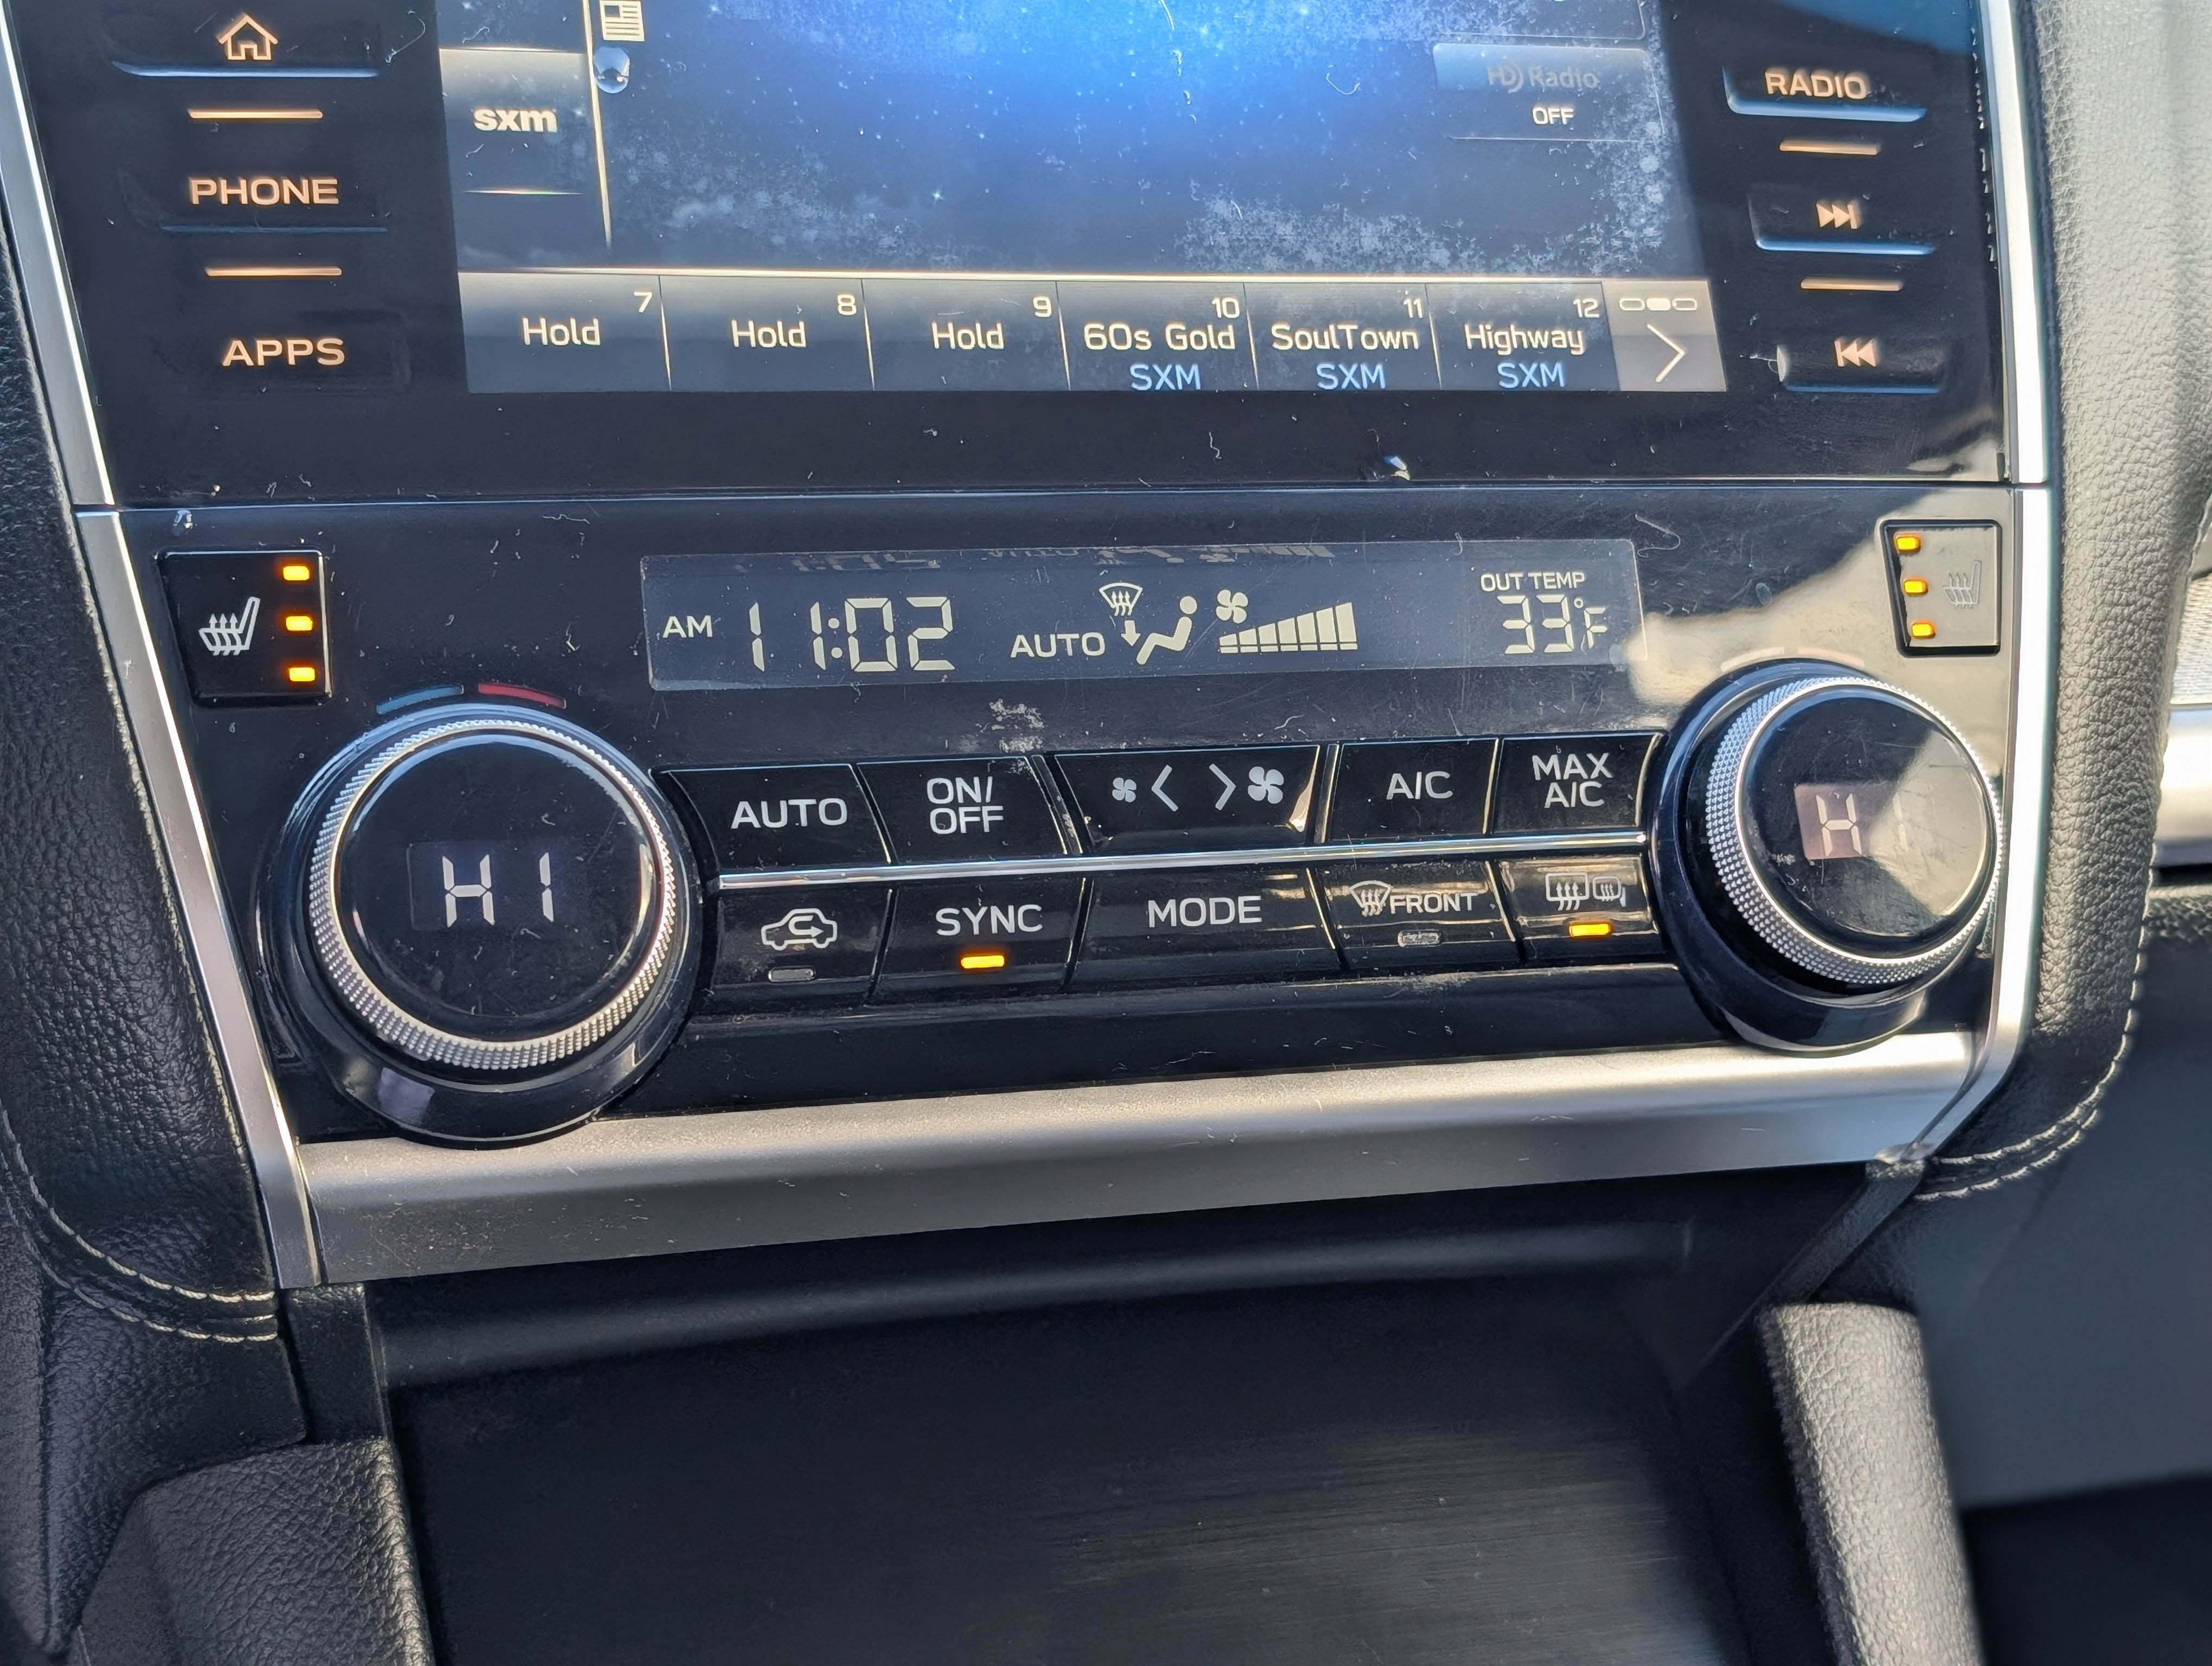 sxm
HD Radio
OFF
RADIO
PHONE
APPS
Hold 7
Hold 8
Hold 9
60s Gold 10
SXM
SoulTown 11
SXM
Highway 12
SXM
AM 11:02
AUTO
OUT TEMP
33°F
HI
AUTO
ON/
OFF
A/C
MAX
A/C
H
SYNC
MODE
FRONT